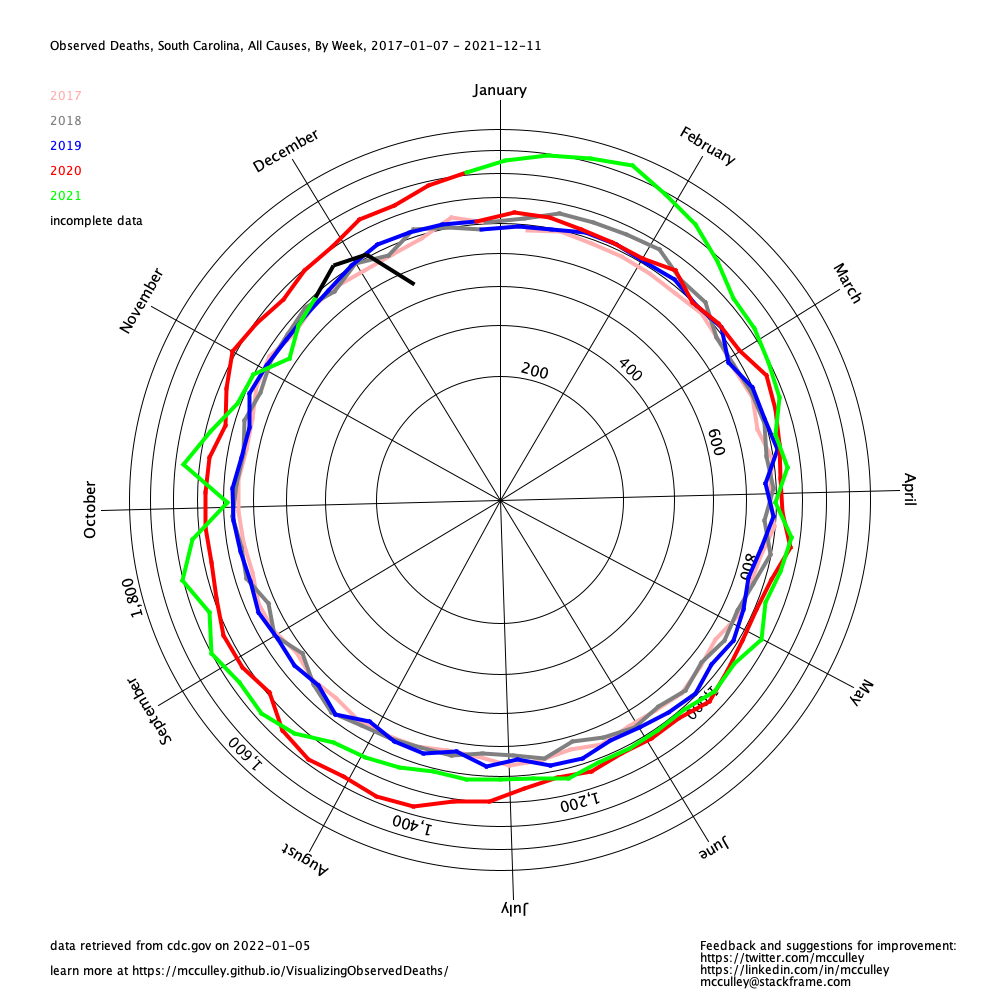 Observed Deaths, South Carolina, All Causes, By Week, 2017-01-07 - 2021-12-11
2017
2018
2019
2020
2021
incomplete data
January
February
March
April
May
June
July
August
September
October
November
December
200
400
600
800
1,000
1,200
1,400
1,600
1,800
data retrieved from cdc.gov on 2022-01-05
learn more at https://mcculley.github.io/VisualizingObservedDeaths/
Feedback and suggestions for improvement:
https://twitter.com/mcculley
https://linkedin.com/in/mcculley
mcculley@stackframe.com